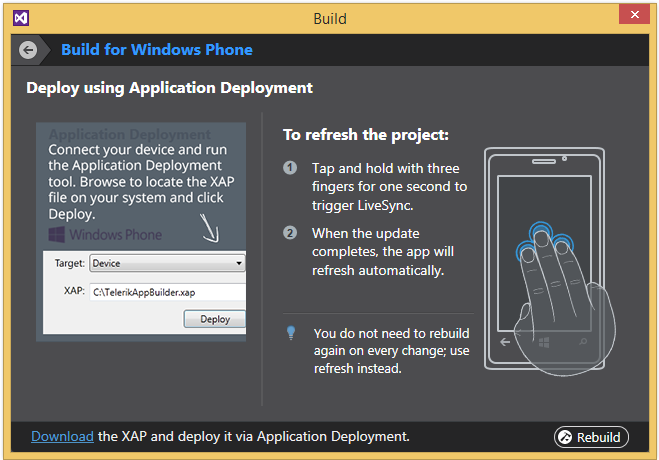 Build
Build for Windows Phone
Deploy using Application Deployment
Application Deployment
Connect your device and run
the Application Deployment
tool. Browse to locate the XAP
file on your system and click
Deploy.
Windows Phone
Target: Device
XAP: C:\TelerikAppBuilder.xap
Deploy
To refresh the project:
1 Tap and hold with three
fingers for one second to
trigger LiveSync.
2 When the update
completes, the app will
refresh automatically.
You do not need to rebuild
again on every change; use
refresh instead.
Download the XAP and deploy it via Application Deployment.
Rebuild